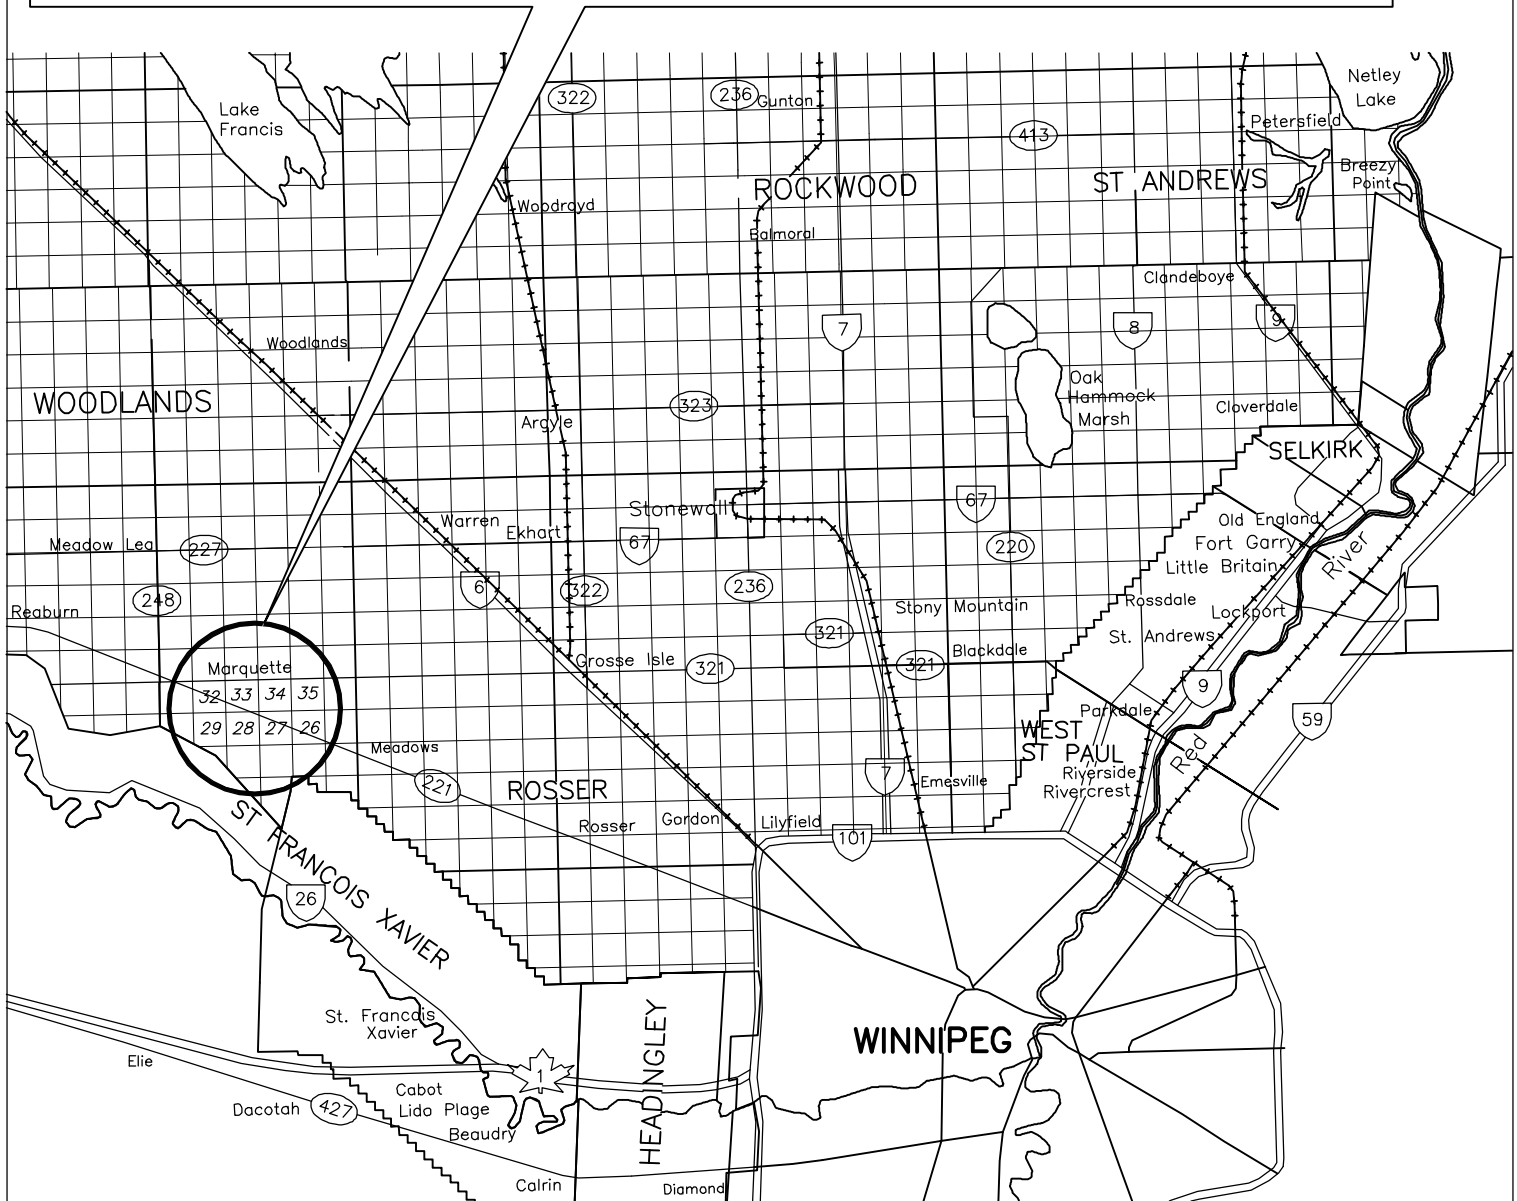 Netley
Lake
322
236
Gunton
Lake
Francis
413
Petersfield
Breezy
Point
ROCKWOOD
ST ANDREWS
Woodroyd
Balmoral
Clandeboye
7
8
9
Woodlands
WOODLANDS
323
Oak
Hammock
Marsh
Cloverdale
Argyle
SELKIRK
67
Stonewall
Warren
Ekhart
67
Old England
Fort Garry
Little Britain
River
Meadow Lea
227
220
6
322
236
248
Reaburn
Stony Mountain
Rossdale
Lockport
321
St. Andrews
Blackdale
Grosse Isle
321
321
Marquette
32 33 34 35
29 28 27 26
9
Parkdale
59
WEST
ST PAUL
Red
Meadows
221
ROSSER
7
Emesville
Riverside
Rivercrest
Rosser
Gordon
Lilyfield
101
ST FRANCOIS XAVIER
26
St. Francois
Xavier
HEADINGLEY
WINNIPEG
Elie
1
Cabot
Lido Plage
Dacotah
427
Beaudry
Calrin
Diamond